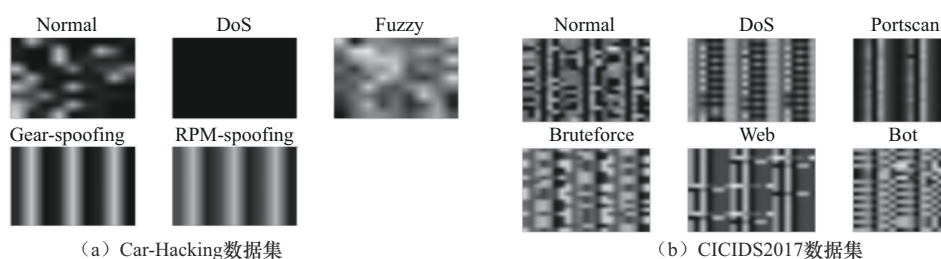 Normal DoS Fuzzy
Gear-spoofing RPM-spoofing
（a）Car-Hacking数据集
Normal DoS Portscan
Bruteforce Web Bot
（b）CICIDS2017数据集